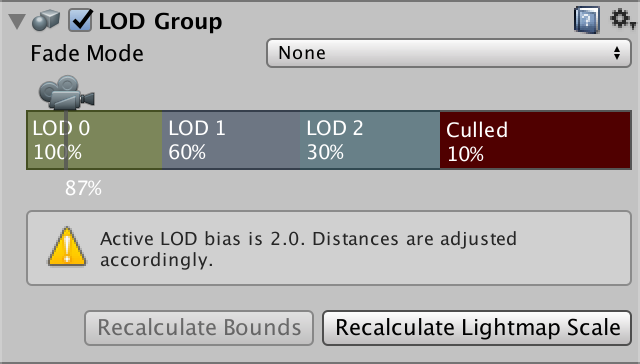 LOD Group
Fade Mode None
LOD 0 LOD 1 LOD 2 Culled
100% 60% 30% 10%
87%
Active LOD bias is 2.0. Distances are adjusted
accordingly.
Recalculate Bounds Recalculate Lightmap Scale